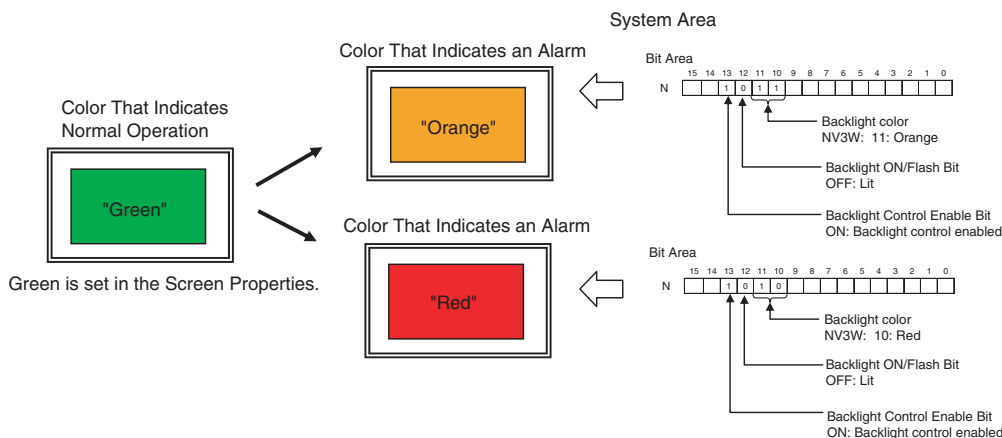 System Area
Color That Indicates
Normal Operation
"Green"
Green is set in the Screen Properties.
Color That Indicates an Alarm
"Orange"
Bit Area
15 14 13 12 11 10 9 8 7 6 5 4 3 2 1 0
N 1 0 1 1
Backlight color
NV3W: 11: Orange
Backlight ON/Flash Bit
OFF: Lit
Backlight Control Enable Bit
ON: Backlight control enabled
Color That Indicates an Alarm
"Red"
Bit Area
15 14 13 12 11 10 9 8 7 6 5 4 3 2 1 0
N 1 0 1 0
Backlight color
NV3W: 10: Red
Backlight ON/Flash Bit
OFF: Lit
Backlight Control Enable Bit
ON: Backlight control enabled